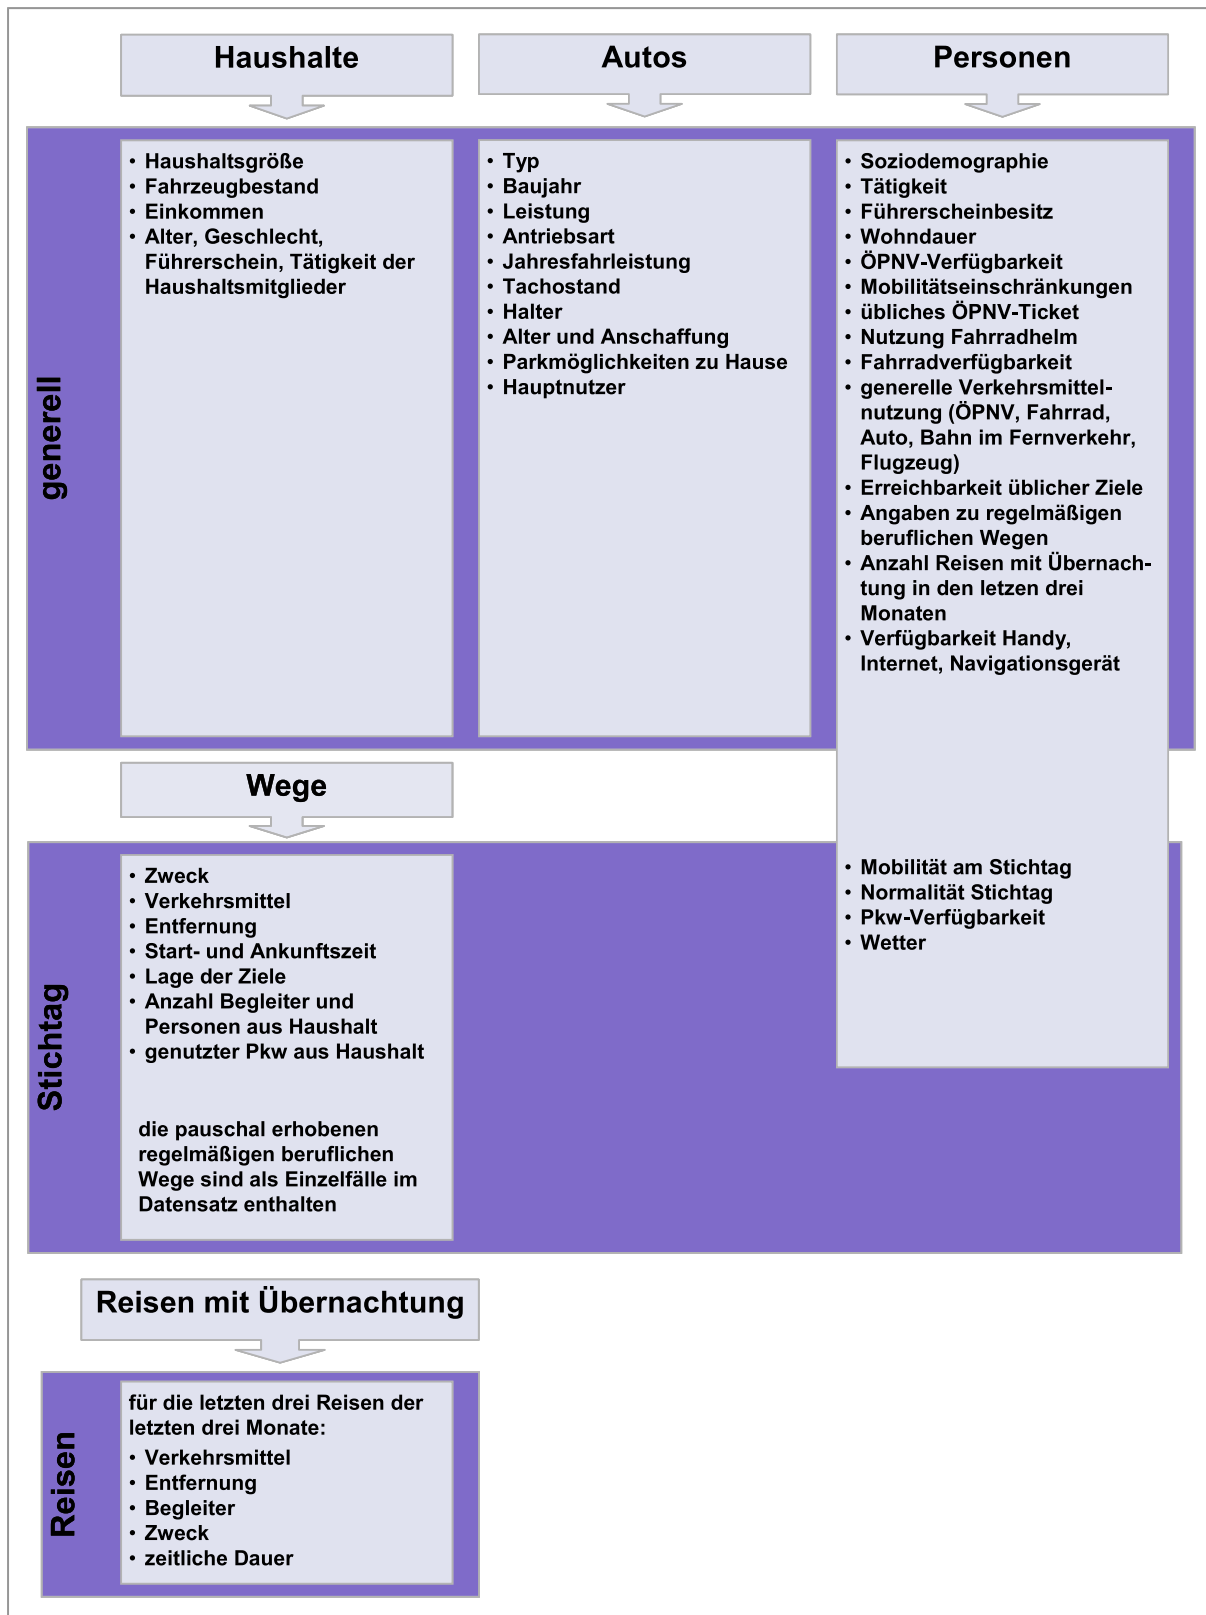 Haushalte
Autos
Personen
generell
• Haushaltsgröße
• Fahrzeugbestand
• Einkommen
• Alter, Geschlecht,
Führerschein, Tätigkeit der
Haushaltsmitglieder
• Typ
• Baujahr
• Leistung
• Antriebsart
• Jahresfahrleistung
• Tachostand
• Halter
• Alter und Anschaffung
• Parkmöglichkeiten zu Hause
• Hauptnutzer
• Soziodemographie
• Tätigkeit
• Führerscheinbesitz
• Wohndauer
• ÖPNV-Verfügbarkeit
• Mobilitätseinschränkungen
• übliches ÖPNV-Ticket
• Nutzung Fahrradhelm
• Fahrradverfügbarkeit
• generelle Verkehrsmittel-
nutzung (ÖPNV, Fahrrad,
Auto, Bahn im Fernverkehr,
Flugzeug)
• Erreichbarkeit üblicher Ziele
• Angaben zu regelmäßigen
beruflichen Wegen
• Anzahl Reisen mit Übernach-
tung in den letzen drei
Monaten
• Verfügbarkeit Handy,
Internet, Navigationsgerät
Wege
Stichtag
• Zweck
• Verkehrsmittel
• Entfernung
• Start- und Ankunftszeit
• Lage der Ziele
• Anzahl Begleiter und
Personen aus Haushalt
• genutzter Pkw aus Haushalt
die pauschal erhobenen
regelmäßigen beruflichen
Wege sind als Einzelfälle im
Datensatz enthalten
• Mobilität am Stichtag
• Normalität Stichtag
• Pkw-Verfügbarkeit
• Wetter
Reisen mit Übernachtung
Reisen
für die letzten drei Reisen der
letzten drei Monate:
• Verkehrsmittel
• Entfernung
• Begleiter
• Zweck
• zeitliche Dauer